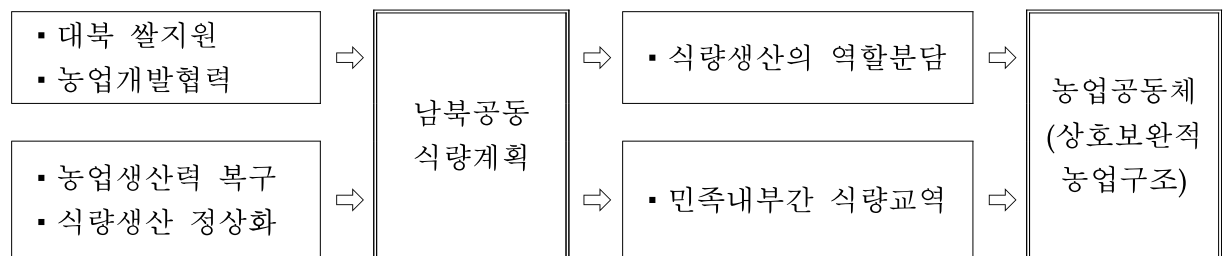 ▪ 대북 쌀지원
▪ 농업개발협력
▪ 농업생산력 복구
▪ 식량생산 정상화
남북공동
식량계획
▪ 식량생산의 역할분담
▪ 민족내부간 식량교역
농업공동체
(상호보완적
농업구조)